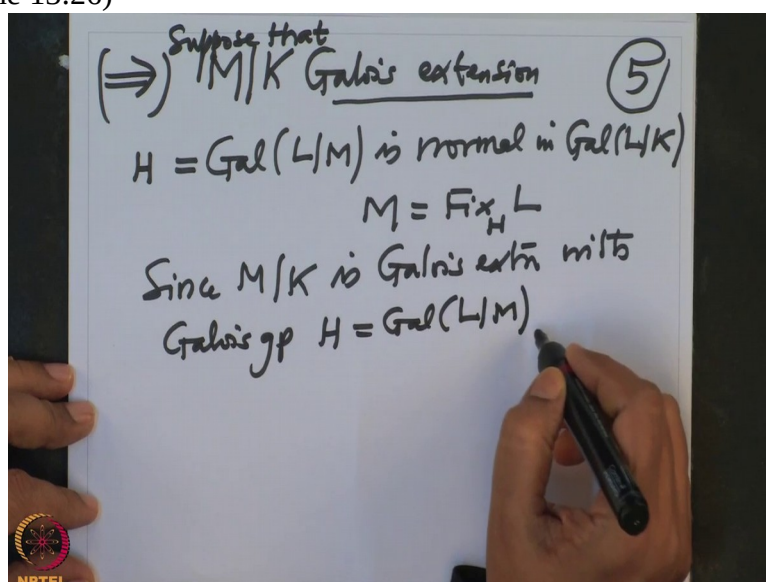 Suppose that
(⇒) M|K Galois extension
5
H = Gal(L|M) is normal in Gal(L|K)
M = Fix_H L
Since M|K is Galois extn with
Galois gp H = Gal(L|M)
NPTEL